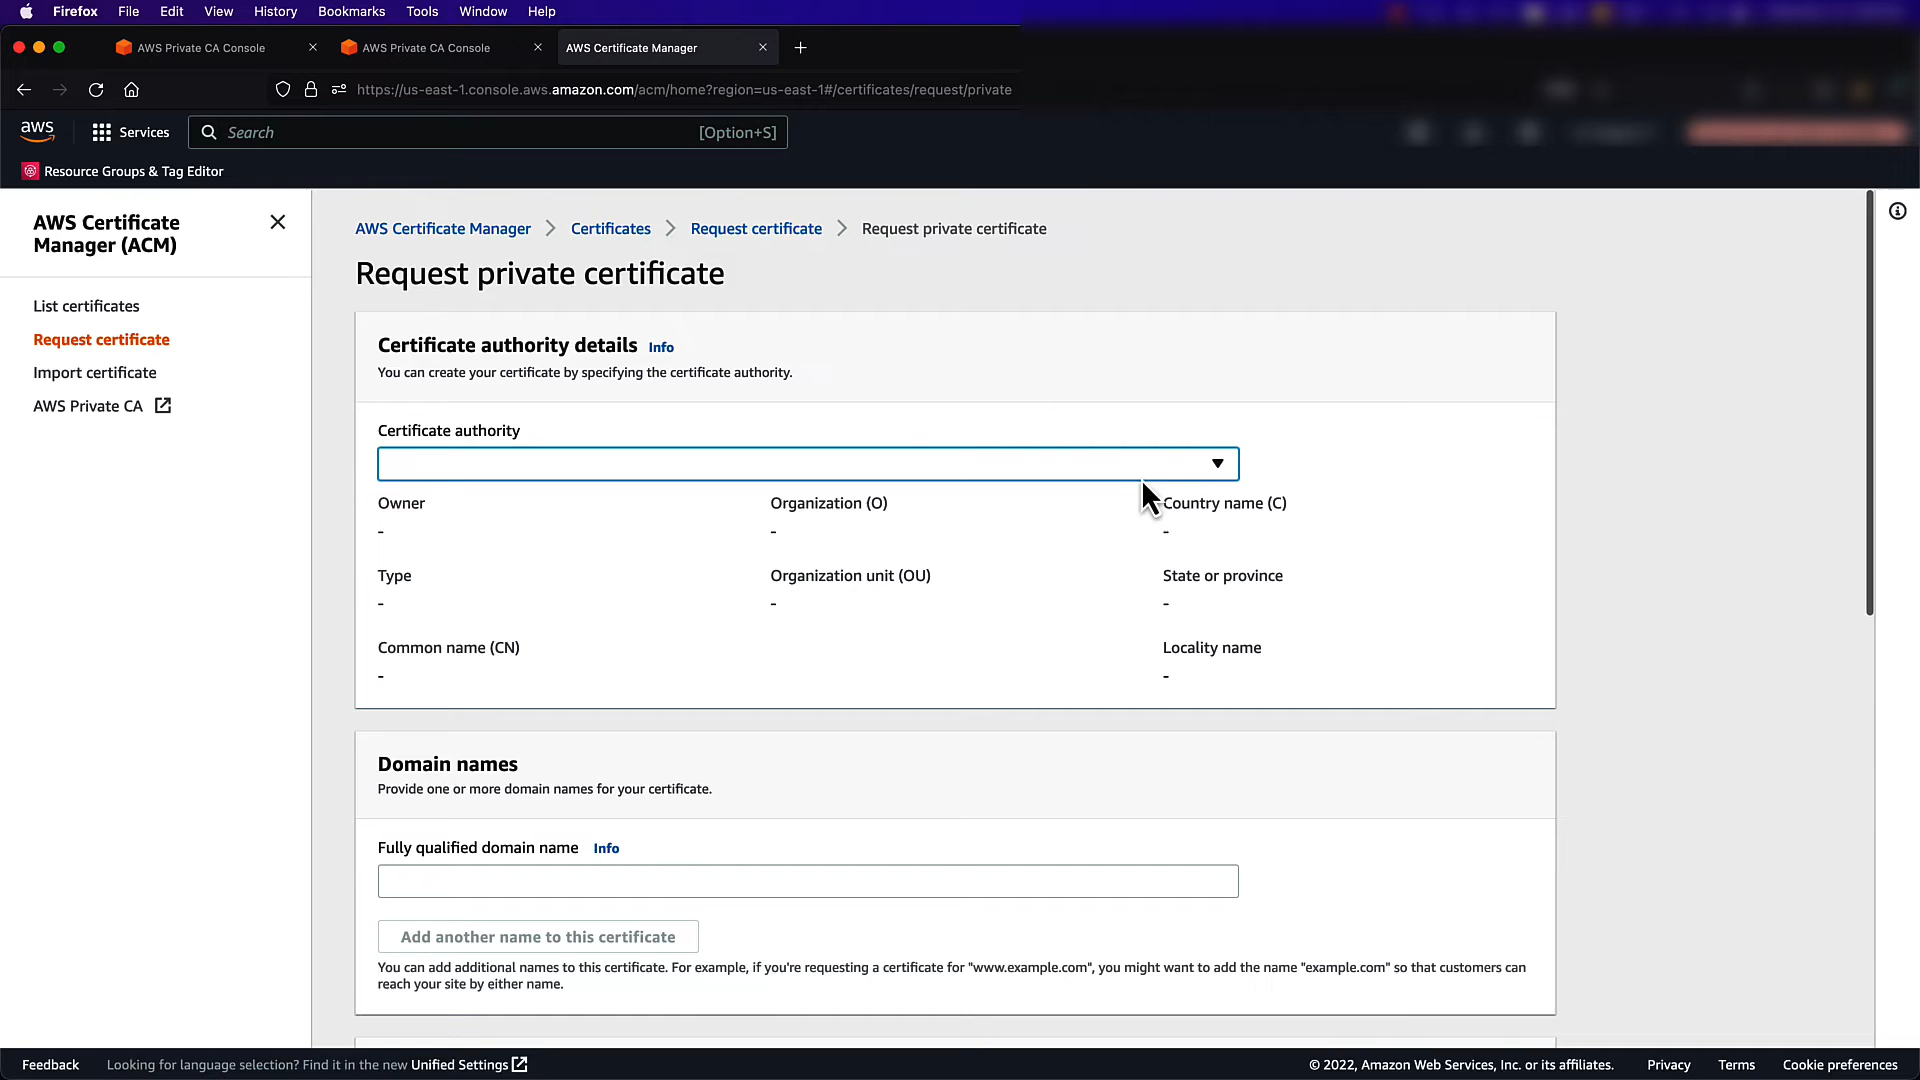 Firefox File Edit View History Bookmarks Tools Window Help
AWS Private CA Console AWS Private CA Console AWS Certificate Manager
https://us-east-1.console.aws.amazon.com/acm/home?region=us-east-1#/certificates/request/private
aws Services Search [Option+S]
Resource Groups & Tag Editor
AWS Certificate Manager (ACM)
List certificates
Request certificate
Import certificate
AWS Private CA
AWS Certificate Manager Certificates Request certificate Request private certificate
Request private certificate
Certificate authority details Info
You can create your certificate by specifying the certificate authority.
Certificate authority
Owner Organization (O) Country name (C)
- - -
Type Organization unit (OU) State or province
- - -
Common name (CN) Locality name
- -
Domain names
Provide one or more domain names for your certificate.
Fully qualified domain name Info
Add another name to this certificate
You can add additional names to this certificate. For example, if you're requesting a certificate for "www.example.com", you might want to add the name "example.com" so that customers can
reach your site by either name.
Feedback Looking for language selection? Find it in the new Unified Settings © 2022, Amazon Web Services, Inc. or its affiliates. Privacy Terms Cookie preferences